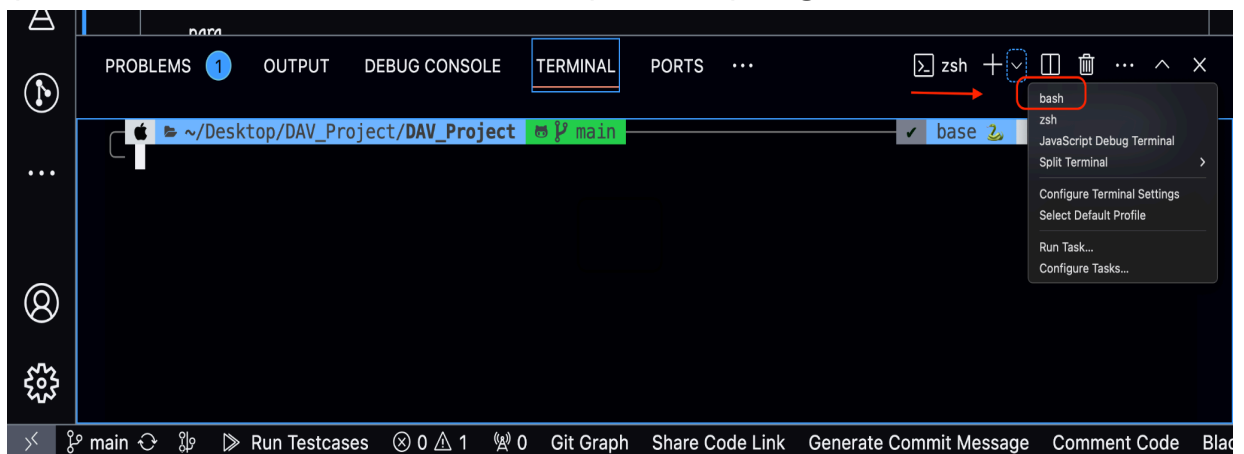 para
PROBLEMS 1 OUTPUT DEBUG CONSOLE TERMINAL PORTS ... zsh
~/Desktop/DAV_Project/DAV_Project main base
bash
zsh
JavaScript Debug Terminal
Split Terminal
Configure Terminal Settings
Select Default Profile
Run Task...
Configure Tasks...
main Run Testcases 0 1 0 Git Graph Share Code Link Generate Commit Message Comment Code